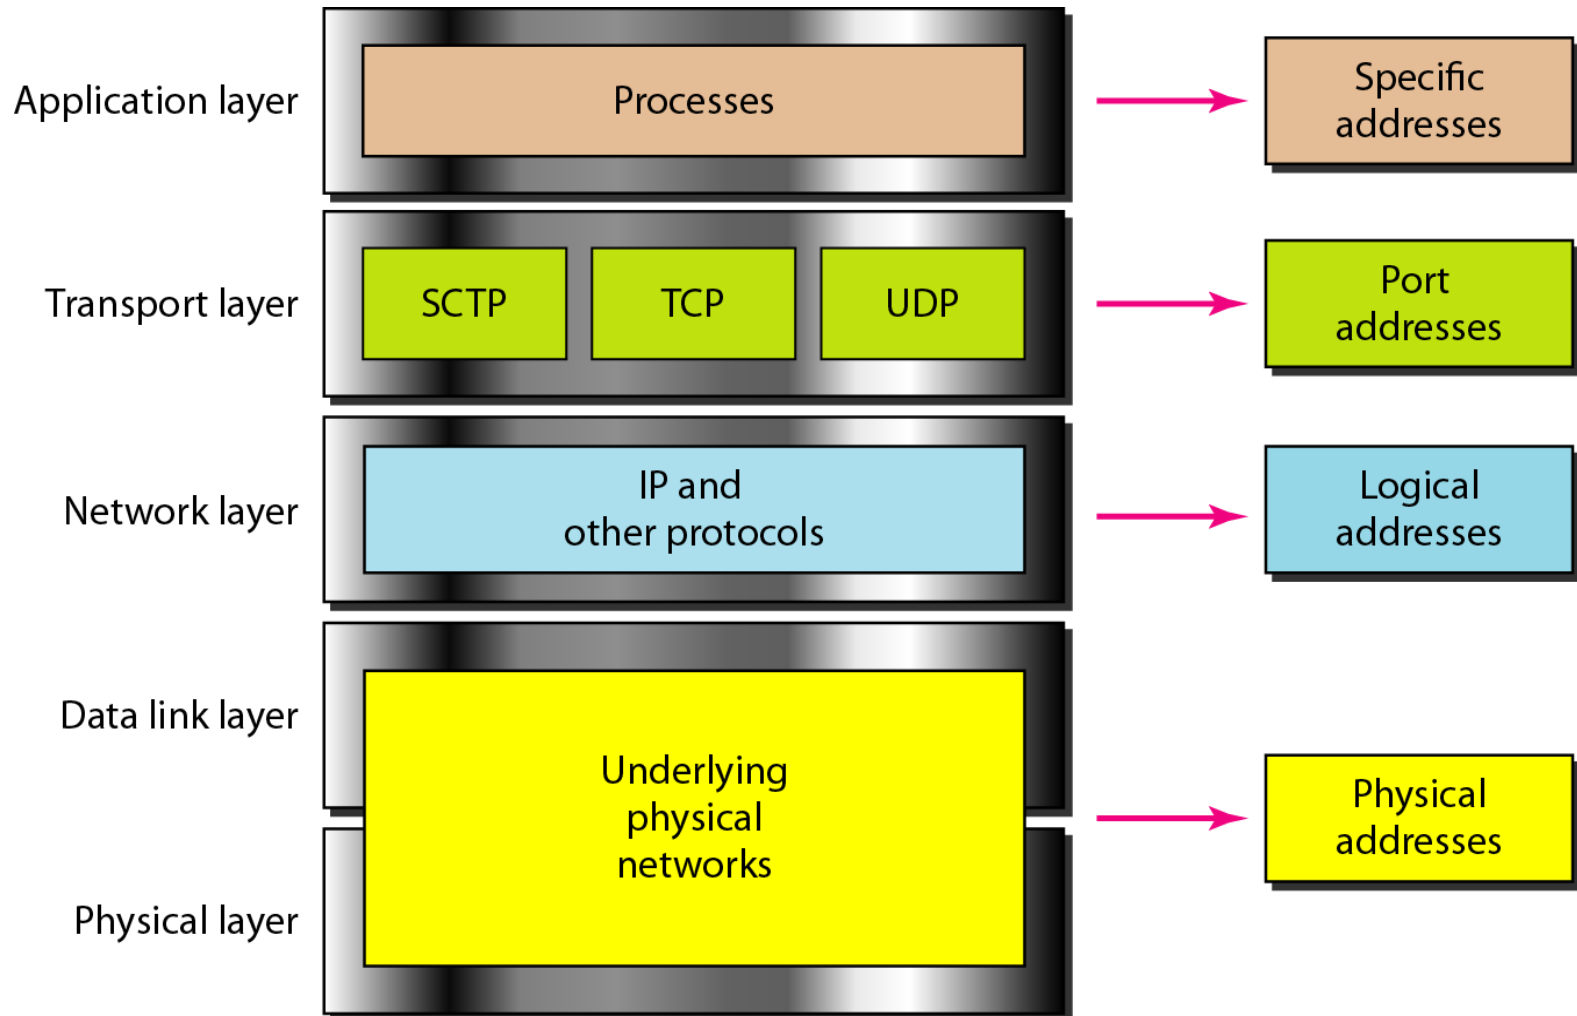 Application layer
Processes
Specific
addresses
Transport layer
SCTP
TCP
UDP
Port
addresses
Network layer
IP and
other protocols
Logical
addresses
Data link layer
Underlying
physical
networks
Physical
addresses
Physical layer